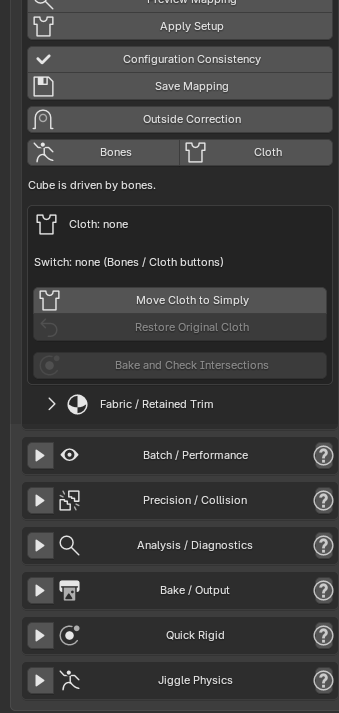 Preview Mapping
Apply Setup
Configuration Consistency
Save Mapping
Outside Correction
Bones
Cloth
Cube is driven by bones.
Cloth: none
Switch: none (Bones / Cloth buttons)
Move Cloth to Simply
Restore Original Cloth
Bake and Check Intersections
Fabric / Retained Trim
Batch / Performance
?
Precision / Collision
?
Analysis / Diagnostics
?
Bake / Output
?
Quick Rigid
?
Jiggle Physics
?